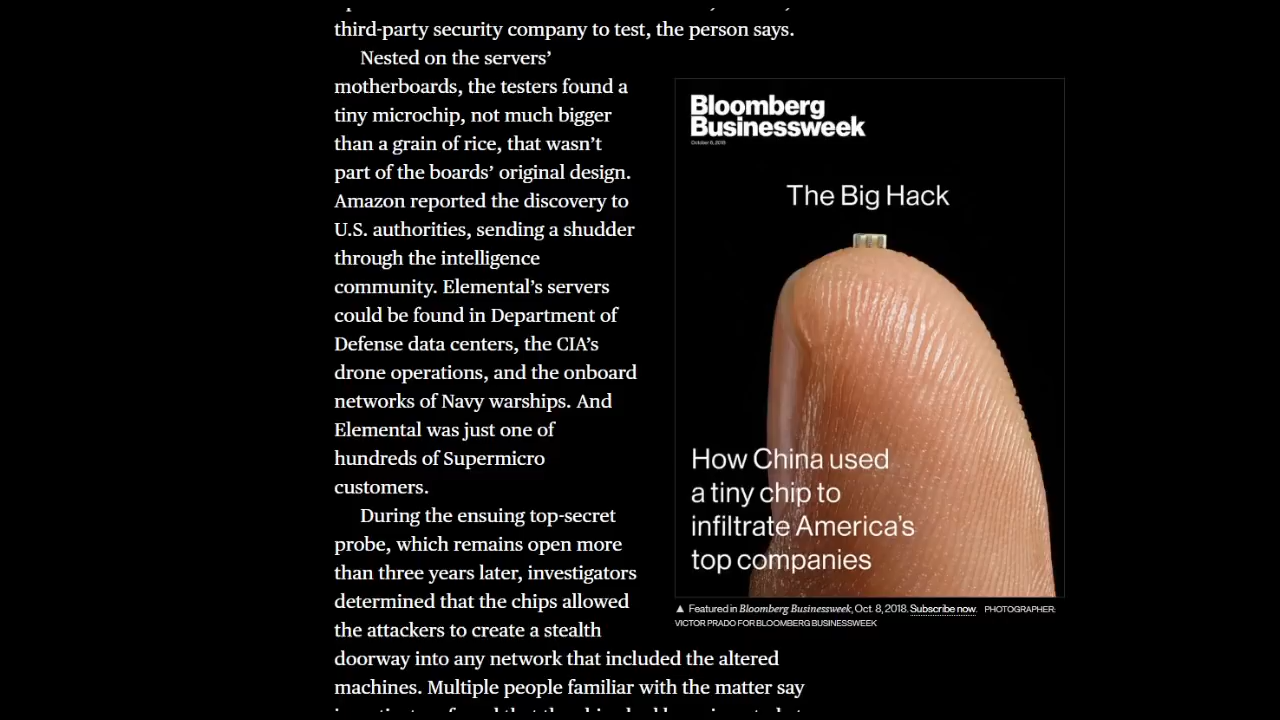 third-party security company to test, the person says.
Nested on the servers’
motherboards, the testers found a
tiny microchip, not much bigger
than a grain of rice, that wasn’t
part of the boards’ original design.
Amazon reported the discovery to
U.S. authorities, sending a shudder
through the intelligence
community. Elemental’s servers
could be found in Department of
Defense data centers, the CIA’s
drone operations, and the onboard
networks of Navy warships. And
Elemental was just one of
hundreds of Supermicro
customers.
During the ensuing top-secret
probe, which remains open more
than three years later, investigators
determined that the chips allowed
the attackers to create a stealth
doorway into any network that included the altered
machines. Multiple people familiar with the matter say
Bloomberg
Businessweek
October 8, 2018
The Big Hack
How China used
a tiny chip to
infiltrate America’s
top companies
▲ Featured in Bloomberg Businessweek, Oct. 8, 2018. Subscribe now. PHOTOGRAPHER:
VICTOR PRADO FOR BLOOMBERG BUSINESSWEEK